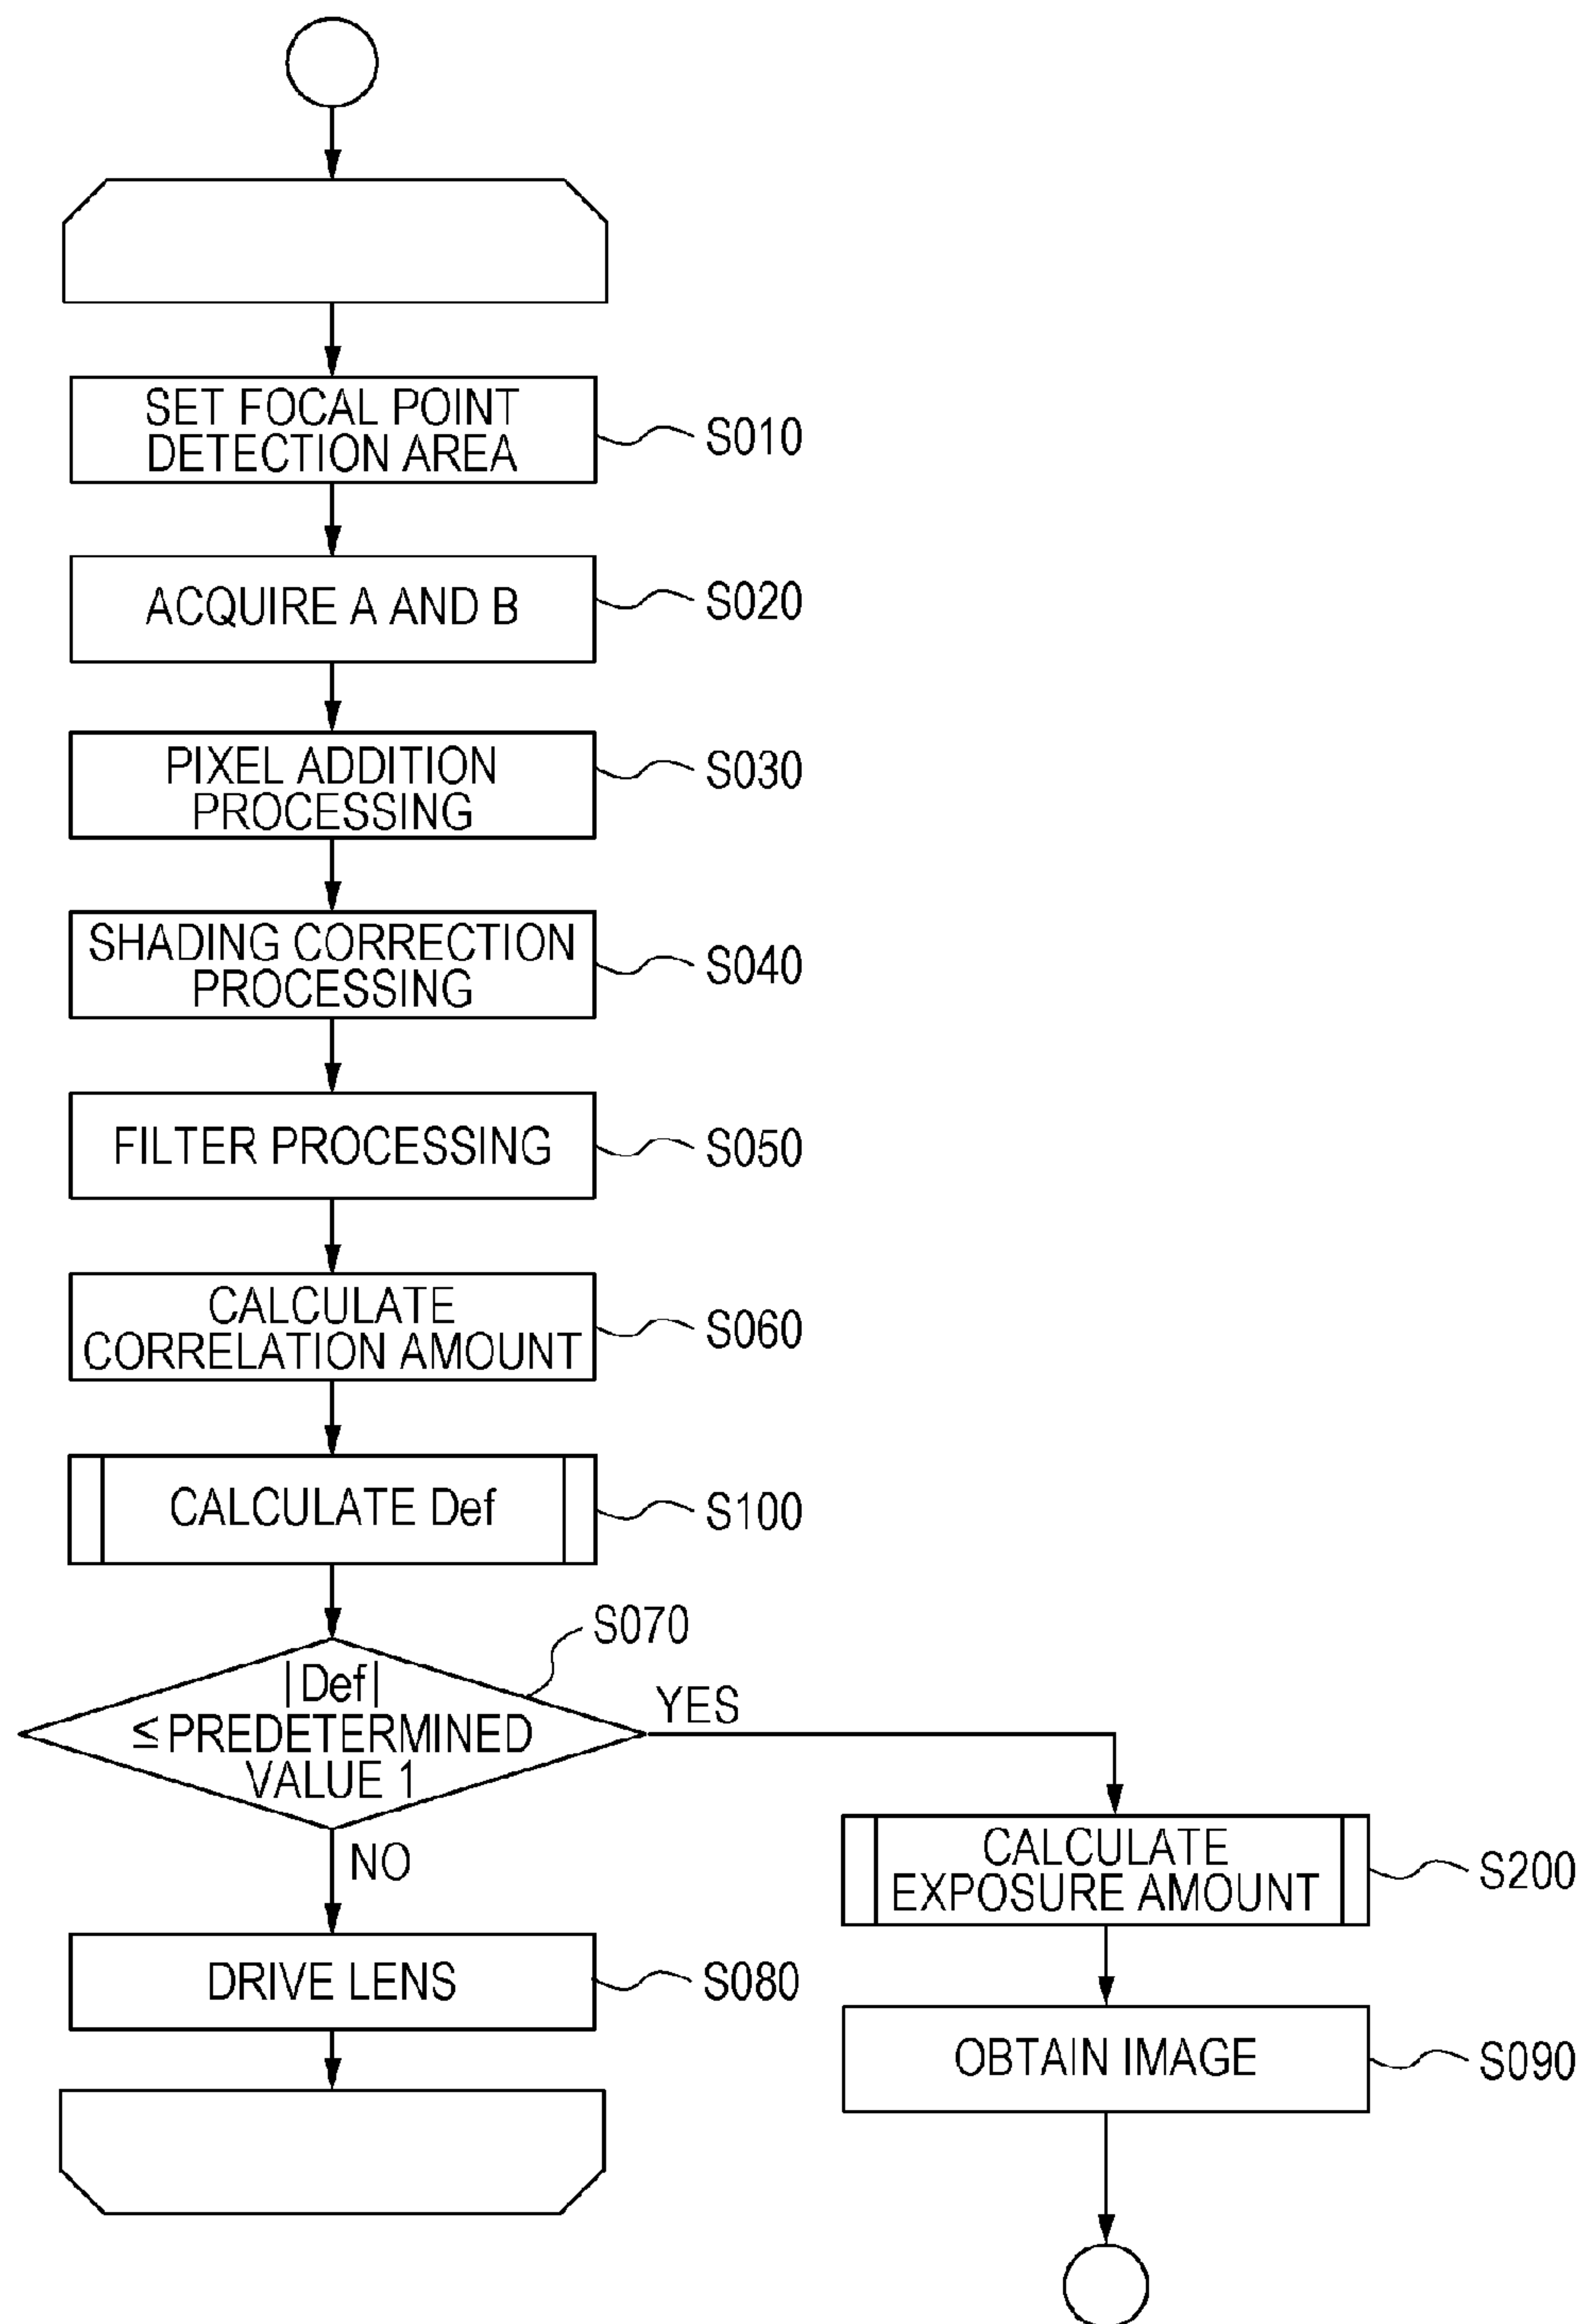 SET FOCAL POINT
DETECTION AREA
S010
ACQUIRE A AND B
S020
PIXEL ADDITION
PROCESSING
S030
SHADING CORRECTION
PROCESSING
S040
FILTER PROCESSING
S050
CALCULATE
CORRELATION AMOUNT
S060
CALCULATE Def
S100
S070
|Def|
≤ PREDETERMINED
VALUE 1
YES
NO
CALCULATE
EXPOSURE AMOUNT
S200
DRIVE LENS
S080
OBTAIN IMAGE
S090